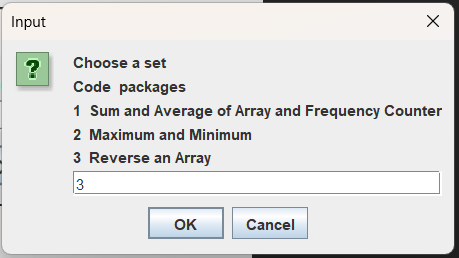 Input
Choose a set
Code  packages
1  Sum and Average of Array and Frequency Counter
2  Maximum and Minimum
3  Reverse an Array
3
OK
Cancel